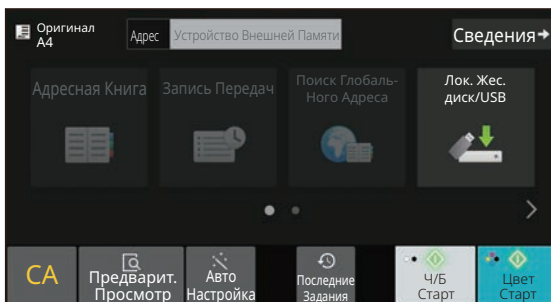 Оригинал
A4
Адрес
Устройство Внешней Памяти
Сведения
Адресная Книга
Запись Передач
Поиск Глобаль-
Ного Адреса
Лок. Жес.
диск/USB
CA
Предварит.
Просмотр
Авто
Настройка
Последние
Задания
Ч/Б
Старт
Цвет
Старт